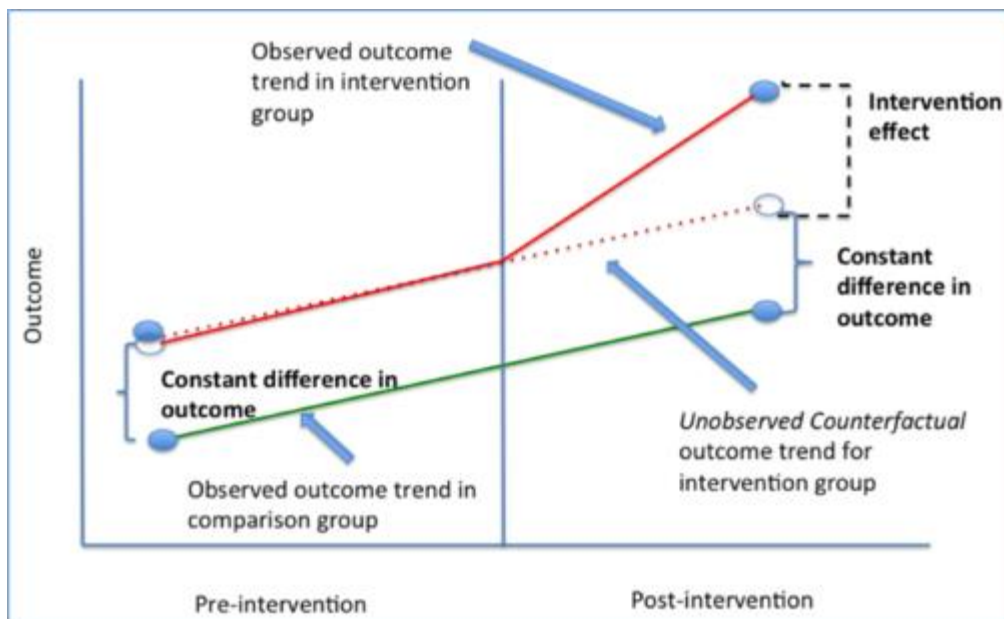 Observed outcome
trend in intervention
group
Intervention
effect
Outcome
Constant
difference in
outcome
Constant difference in
outcome
Unobserved Counterfactual
outcome trend for
intervention group
Observed outcome trend in
comparison group
Pre-intervention
Post-intervention